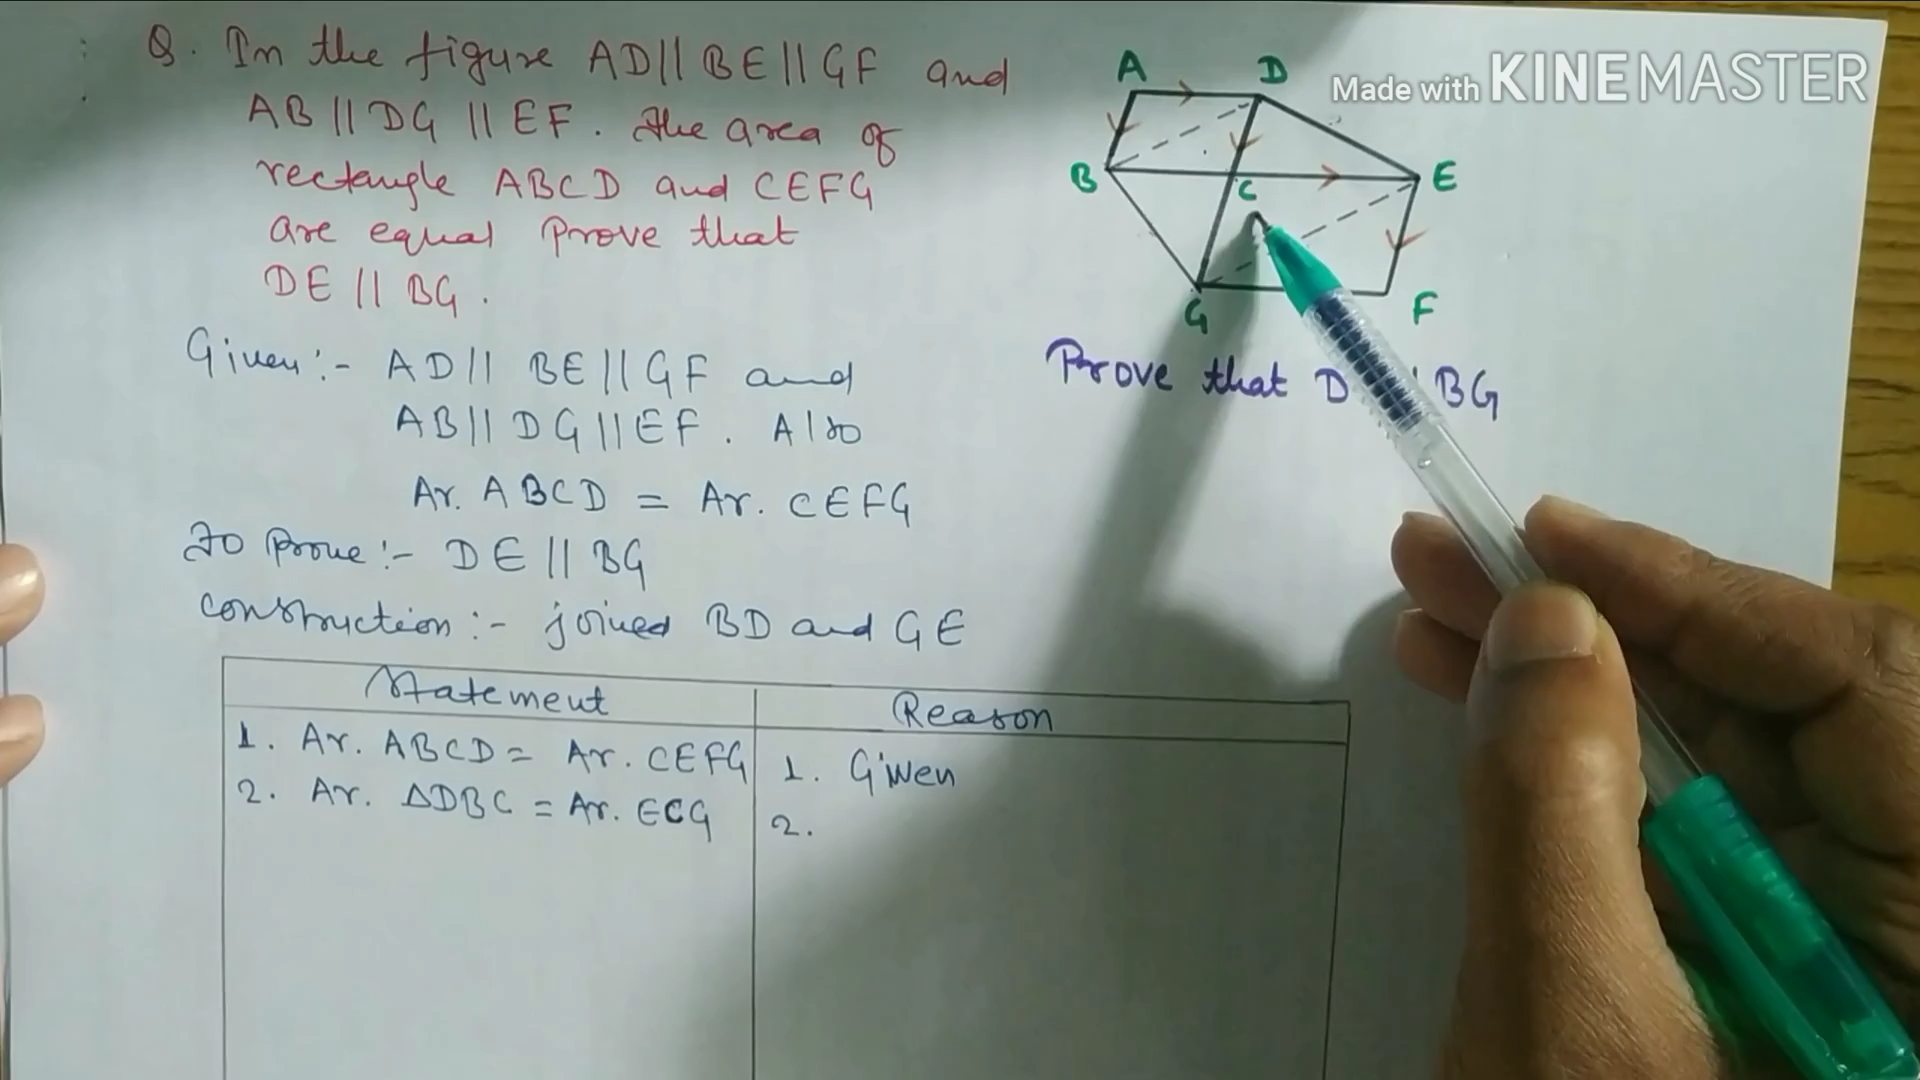 Q. In the figure AD || BE || GF and
AB || DG || EF. The area of
rectangle ABCD and CEFG
are equal Prove that
DE || BG.
Given :- AD || BE || GF and
AB || DG || EF. Also
Ar. ABCD = Ar. CEFG
To prove :- DE || BG
construction :- joined BD and GE
Statement Reason
1. Ar. ABCD = Ar. CEFG 1. Given
2. Ar. ΔDBC = Ar. ECG 2.
A D
B C E
G F
Prove that D BG
Made with KINEMASTER